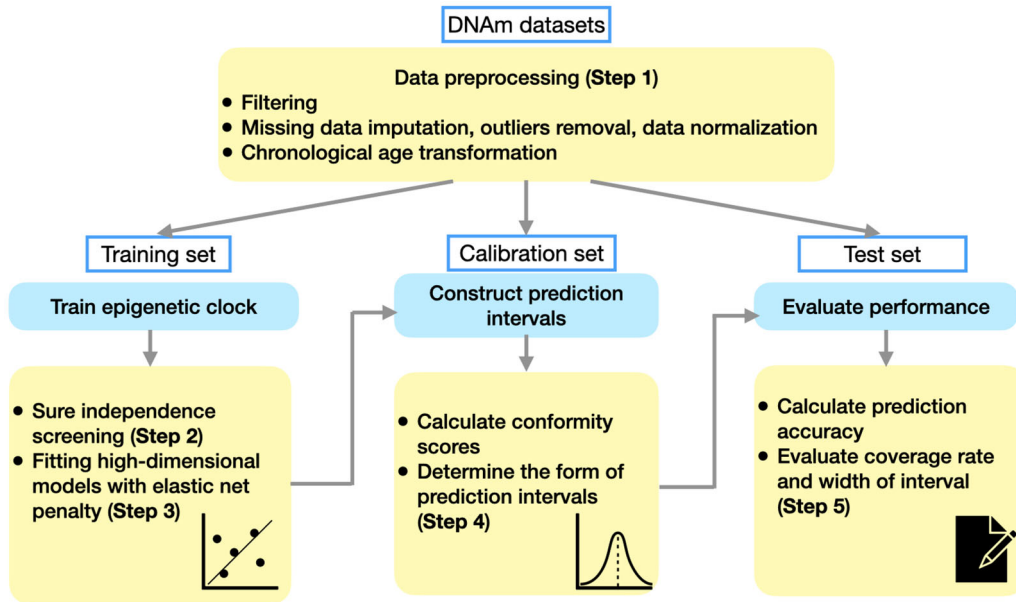 DNAm datasets
Data preprocessing (Step 1)
● Filtering
● Missing data imputation, outliers removal, data normalization
● Chronological age transformation
Training set
Train epigenetic clock
● Sure independence
screening (Step 2)
● Fitting high-dimensional
models with elastic net
penalty (Step 3)
Calibration set
Construct prediction
intervals
● Calculate conformity
scores
● Determine the form of
prediction intervals
(Step 4)
Test set
Evaluate performance
● Calculate prediction
accuracy
● Evaluate coverage rate
and width of interval
(Step 5)